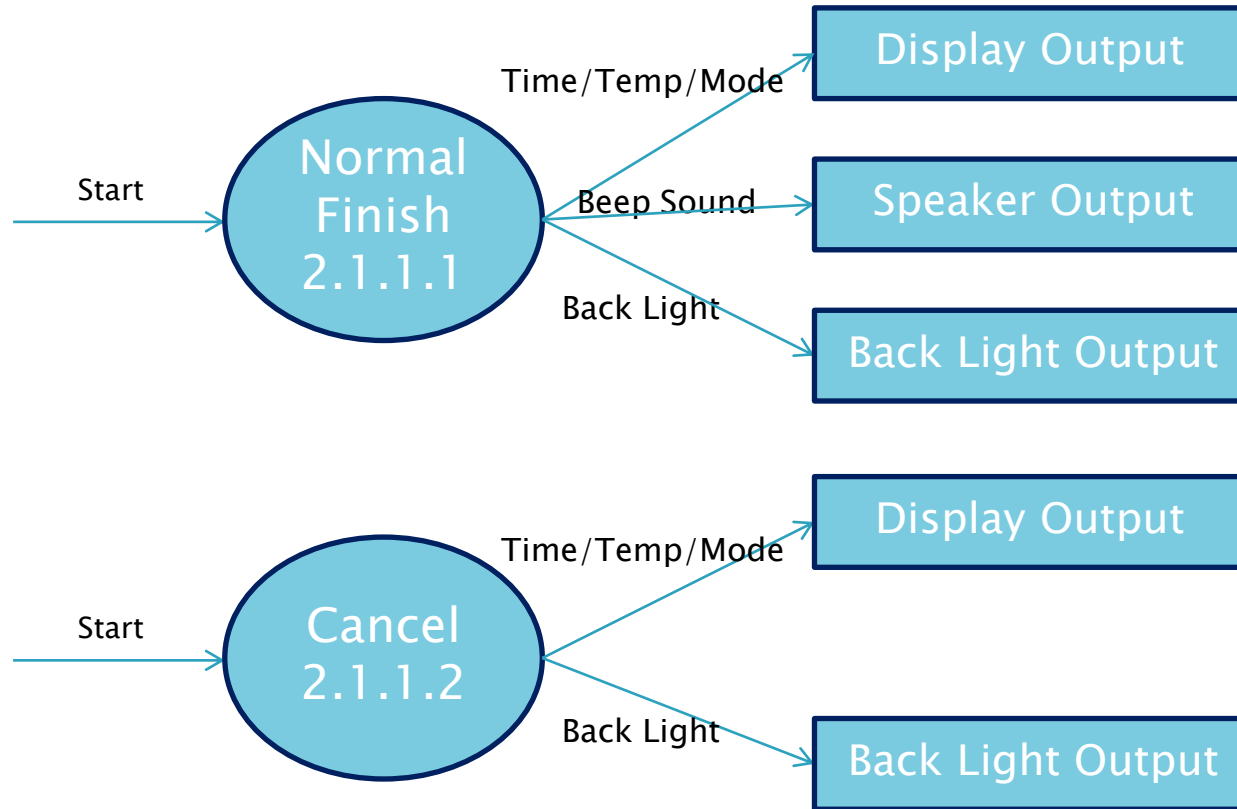 Display Output
Time/Temp/Mode
Normal
Finish
2.1.1.1
Start
Beep Sound
Speaker Output
Back Light
Back Light Output
Display Output
Time/Temp/Mode
Start
Cancel
2.1.1.2
Back Light
Back Light Output